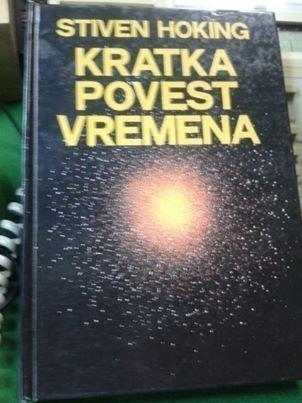 STIVEN HOKING
KRATKA
POVEST
VREMENA